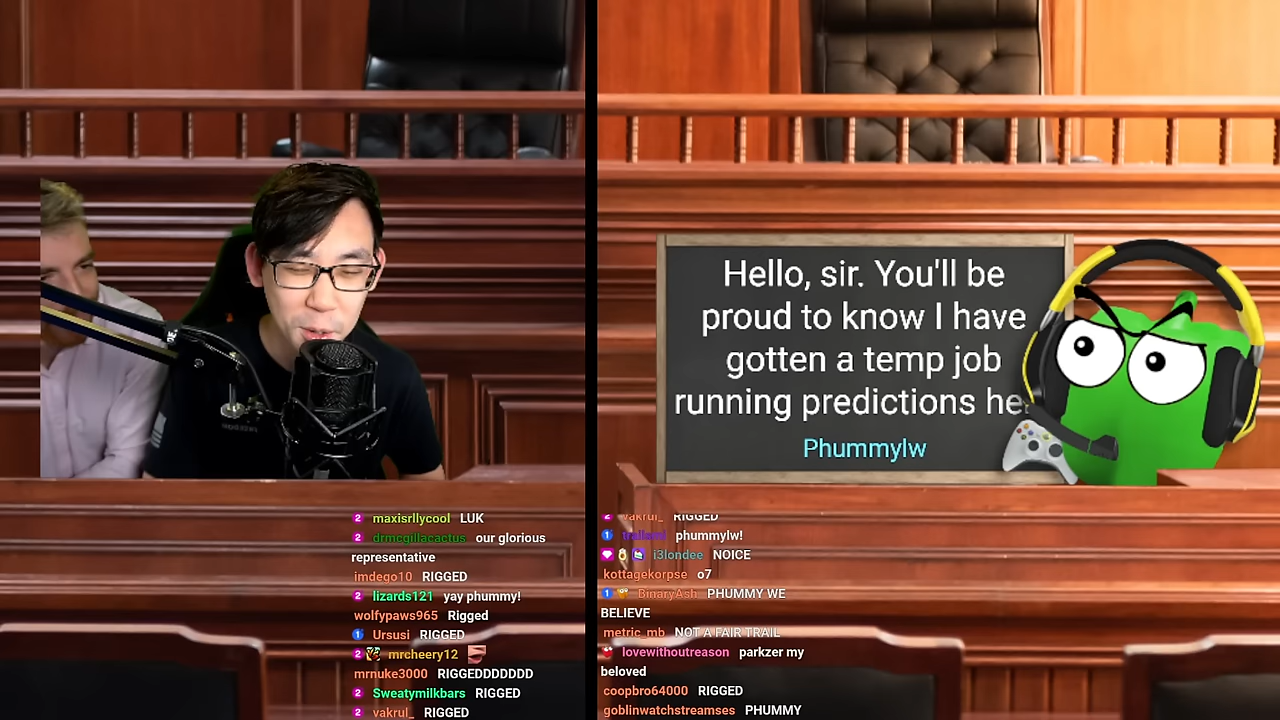 Hello, sir. You'll be
proud to know I have
gotten a temp job
running predictions he
Phummylw
maxisrllycool LUK
drmcgillacactus our glorious
representative
imdego10 RIGGED
lizards121 yay phummy!
wolfypaws965 Rigged
Ursusi RIGGED
mrcheery12
mrnuke3000 RIGGEDDDDDDD
Sweatymilkbars RIGGED
vakrul_ RIGGED
vakrul_ RIGGED
phummylw!
i3londee NOICE
kottagekorpse o7
BinaryAsh PHUMMY WE
BELIEVE
metric_mb NOT A FAIR TRAIL
lovewithoutreason parkzer my
beloved
coopbro64000 RIGGED
goblinwatchstreamses PHUMMY